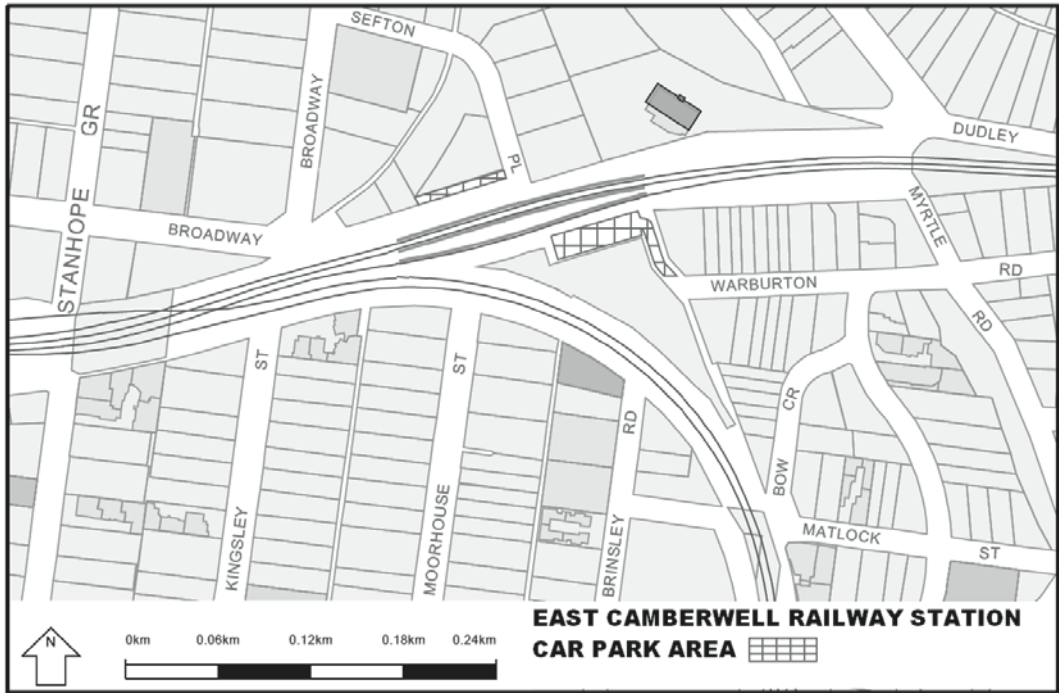 SEFTON
PL
BROADWAY
BROADWAY
STANHOPE GR
DUDLEY
MYRTLE
RD
WARBURTON
RD
KINGSLEY
ST
MOORHOUSE
ST
BRINSLEY
RD
BOW
CR
MATLOCK
ST
N
0km 0.06km 0.12km 0.18km 0.24km
EAST CAMBERWELL RAILWAY STATION
CAR PARK AREA